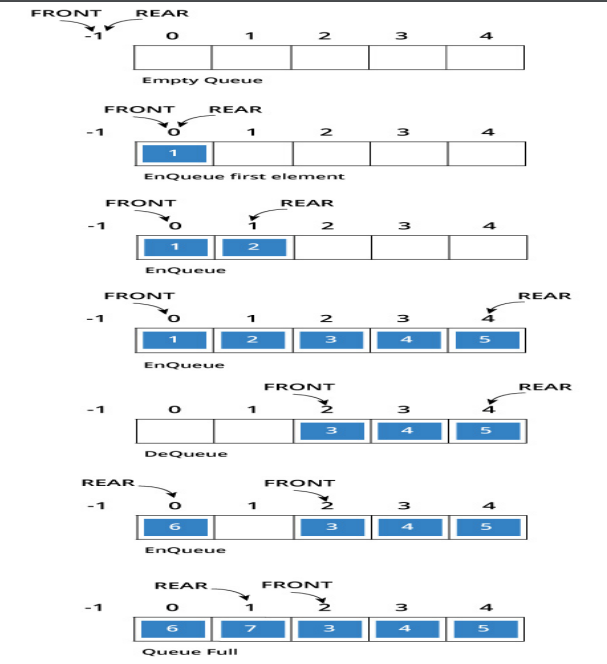 FRONT REAR
-1 0 1 2 3 4
Empty Queue
FRONT REAR
-1 0 1 2 3 4
1
EnQueue first element
FRONT REAR
-1 0 1 2 3 4
1 2
EnQueue
FRONT REAR
-1 0 1 2 3 4
1 2 3 4 5
EnQueue
FRONT REAR
-1 0 1 2 3 4
3 4 5
DeQueue
REAR FRONT
-1 0 1 2 3 4
6 3 4 5
EnQueue
REAR FRONT
-1 0 1 2 3 4
6 7 3 4 5
Queue Full